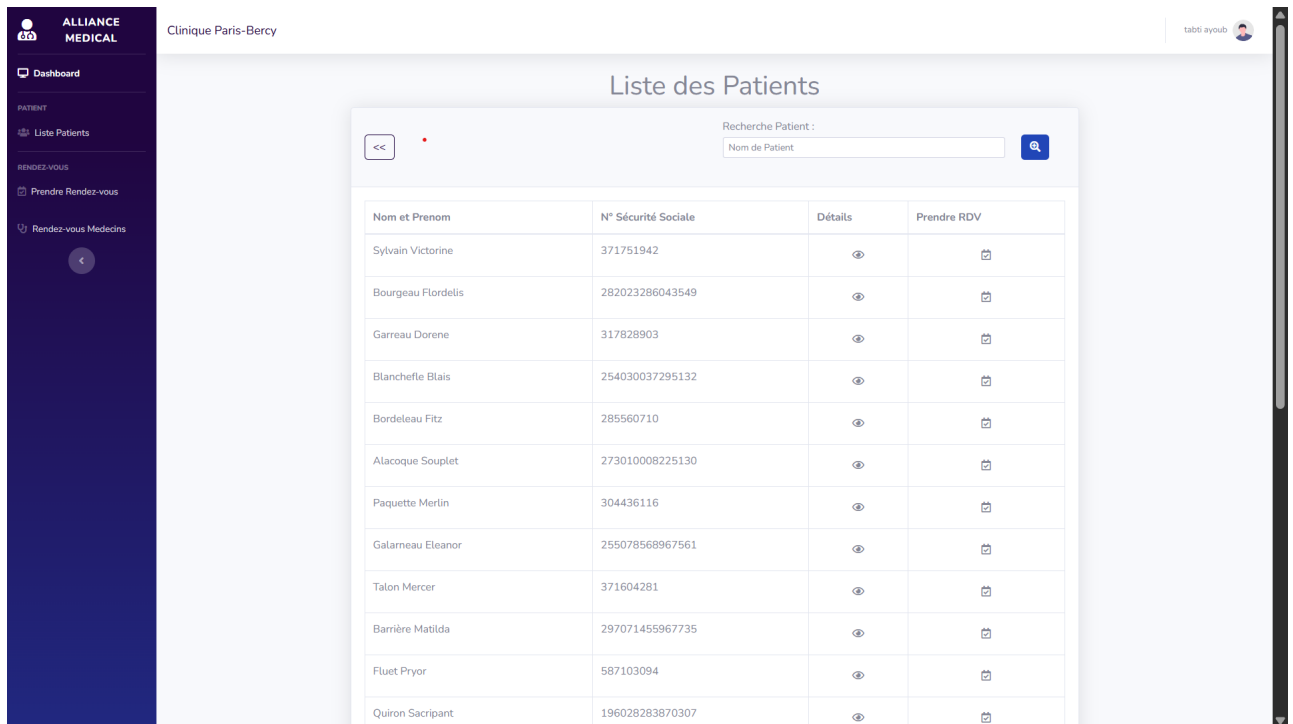 ALLIANCE
MEDICAL
Clinique Paris-Bercy
tabti ayoub
Dashboard
PATIENT
Liste Patients
RENDEZ-VOUS
Prendre Rendez-vous
Rendez-vous Medecins
Liste des Patients
<<
Recherche Patient :
Nom de Patient
Nom et Prenom N° Sécurité Sociale Détails Prendre RDV
Sylvain Victorine 371751942
Bourgeau Flordelis 282023286043549
Garreau Dorene 317828903
Blanchefle Blais 254030037295132
Bordeleau Fitz 285560710
Alacoque Souplet 273010008225130
Paquette Merlin 304436116
Galarneau Eleanor 255078568967561
Talon Mercer 371604281
Barrière Matilda 297071455967735
Fluet Pryor 587103094
Quiron Sacripant 196028283870307